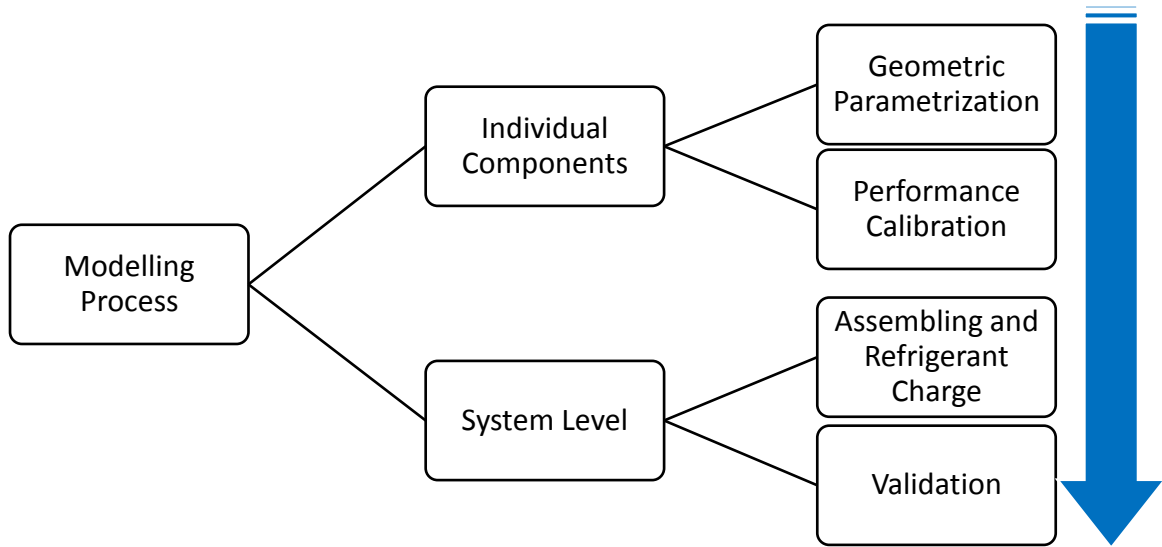 Modelling
Process
Individual
Components
System Level
Geometric
Parametrization
Performance
Calibration
Assembling and
Refrigerant
Charge
Validation